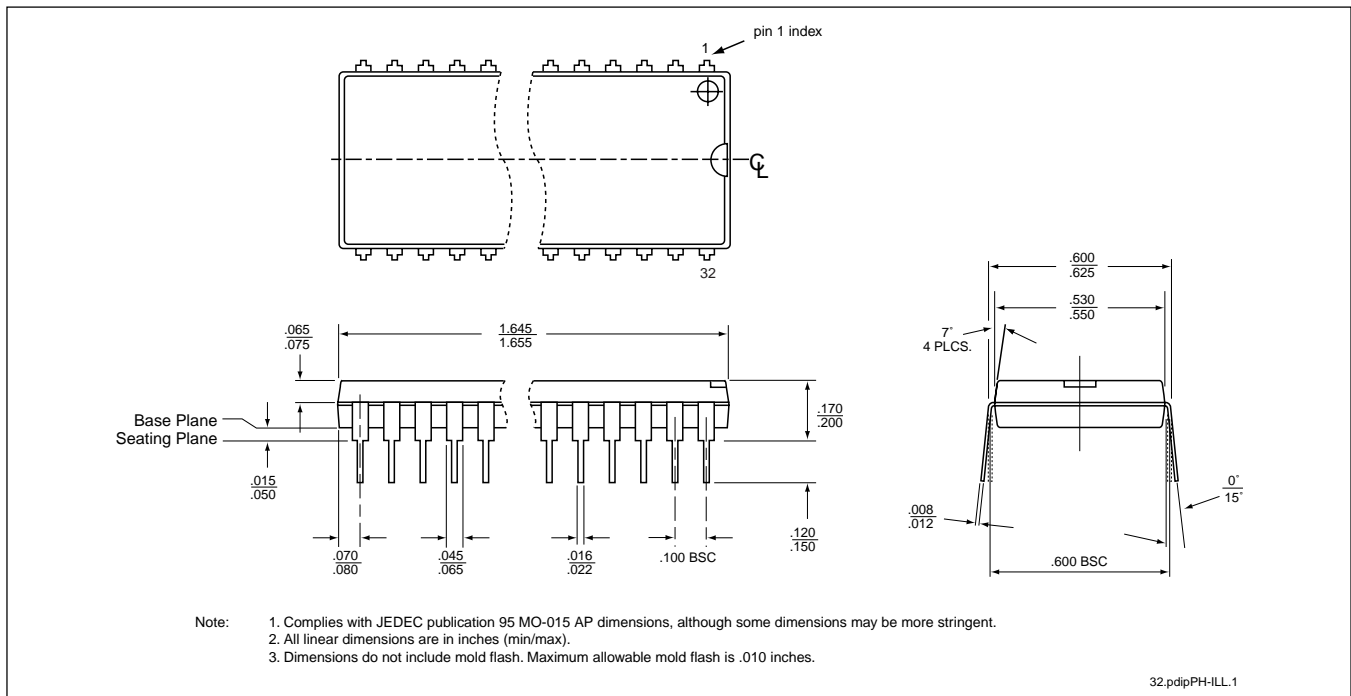 pin 1 index
1
C
L
32
.600
.625
.530
.550
7°
4 PLCS.
.065
.075
1.645
1.655
Base Plane
Seating Plane
.170
.200
.015
.050
.008
.012
0°
15°
.120
.150
.070
.080
.045
.065
.016
.022
.100 BSC
.600 BSC
Note: 1. Complies with JEDEC publication 95 MO-015 AP dimensions, although some dimensions may be more stringent.
2. All linear dimensions are in inches (min/max).
3. Dimensions do not include mold flash. Maximum allowable mold flash is .010 inches.
32.pdipPH-ILL.1